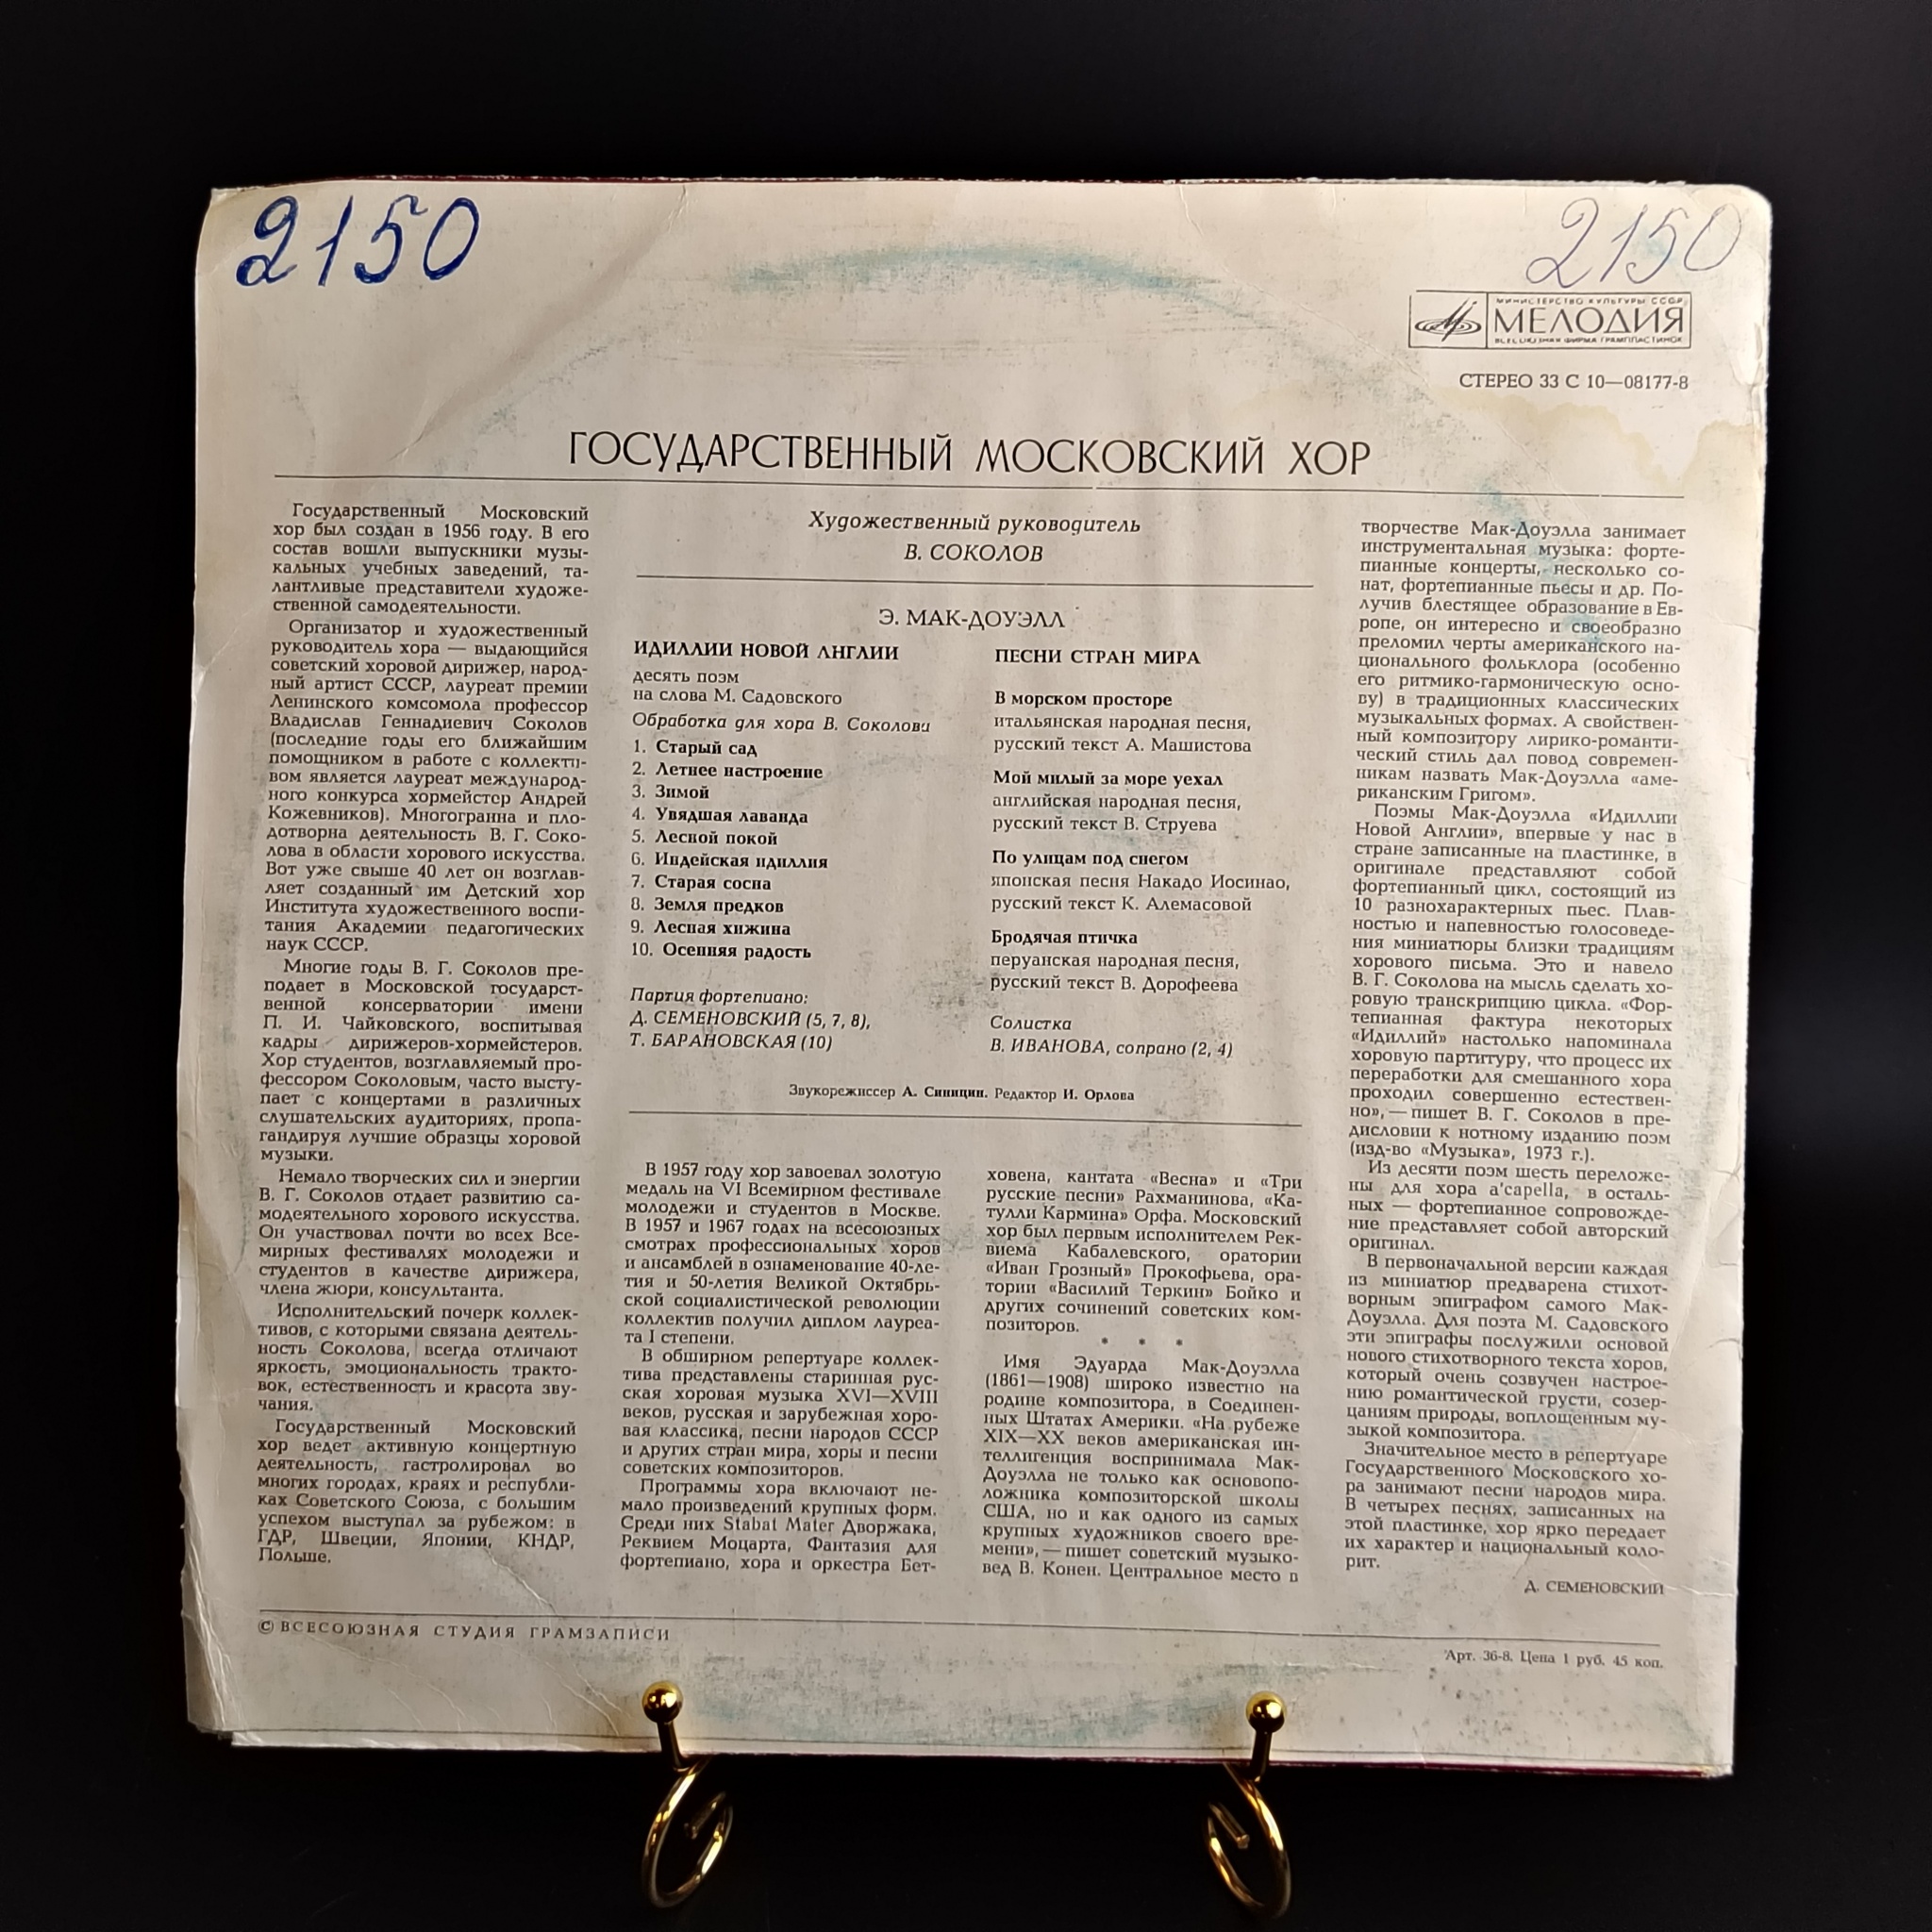 2150
2150
МИНИСТЕРСТВО КУЛЬТУРЫ СССР
МЕЛОДИЯ
ВСЕСОЮЗНАЯ ФИРМА ГРАМПЛАСТИНОК
СТЕРЕО 33 С 10—08177-8
ГОСУДАРСТВЕННЫЙ МОСКОВСКИЙ ХОР
Государственный Московский
хор был создан в 1956 году. В его
состав вошли выпускники музы-
кальных учебных заведений, та-
лантливые представители художе-
ственной самодеятельности.
Организатор и художественный
руководитель хора — выдающийся
советский хоровой дирижер, народ-
ный артист СССР, лауреат премии
Ленинского комсомола профессор
Владислав Геннадиевич Соколов
(последние годы его ближайшим
помощником в работе с коллекти-
вом является лауреат международ-
ного конкурса хормейстер Андрей
Кожевников). Многогранна и пло-
дотворна деятельность В. Г. Соко-
лова в области хорового искусства.
Вот уже свыше 40 лет он возглав-
ляет созданный им Детский хор
Института художественного воспи-
тания Академии педагогических
наук СССР.
Многие годы В. Г. Соколов пре-
подает в Московской государст-
венной консерватории имени
П. И. Чайковского, воспитывая
кадры дирижеров-хормейстеров.
Хор студентов, возглавляемый про-
фессором Соколовым, часто высту-
пает с концертами в различных
слушательских аудиториях, пропа-
гандируя лучшие образцы хоровой
музыки.
Немало творческих сил и энергии
В. Г. Соколов отдает развитию са-
модеятельного хорового искусства.
Он участвовал почти во всех Все-
мирных фестивалях молодежи и
студентов в качестве дирижера,
члена жюри, консультанта.
Исполнительский почерк коллек-
тивов, с которыми связана деятель-
ность Соколова, всегда отличают
яркость, эмоциональность тракто-
вок, естественность и красота зву-
чания.
Государственный Московский
хор ведет активную концертную
деятельность, гастролировал во
многих городах, краях и республи-
ках Советского Союза, с большим
успехом выступал за рубежом: в
ГДР, Швеции, Японии, КНДР,
Польше.
Художественный руководитель
В. СОКОЛОВ
Э. МАК-ДОУЭЛЛ
ИДИЛЛИИ НОВОЙ АНГЛИИ
десять поэм
на слова М. Садовского
Обработка для хора В. Соколова
1. Старый сад
2. Летнее настроение
3. Зимой
4. Увядшая лаванда
5. Лесной покой
6. Индейская идиллия
7. Старая сосна
8. Земля предков
9. Лесная хижина
10. Осенняя радость
Партия фортепиано:
Д. СЕМЕНОВСКИЙ (5, 7, 8),
Т. БАРАНОВСКАЯ (10)
ПЕСНИ СТРАН МИРА
В морском просторе
итальянская народная песня,
русский текст А. Машистова
Мой милый за море уехал
английская народная песня,
русский текст В. Струева
По улицам под снегом
японская песня Накадо Иосинао,
русский текст К. Алемасовой
Бродячая птичка
перуанская народная песня,
русский текст В. Дорофеева
Солистка
В. ИВАНОВА, сопрано (2, 4)
Звукорежиссер А. Синицин. Редактор И. Орлова
В 1957 году хор завоевал золотую
медаль на VI Всемирном фестивале
молодежи и студентов в Москве.
В 1957 и 1967 годах на всесоюзных
смотрах профессиональных хоров
и ансамблей в ознаменование 40-ле-
тия и 50-летия Великой Октябрь-
ской социалистической революции
коллектив получил диплом лауреа-
та I степени.
В обширном репертуаре коллек-
тива представлены старинная рус-
ская хоровая музыка XVI—XVIII
веков, русская и зарубежная хоро-
вая классика, песни народов СССР
и других стран мира, хоры и песни
советских композиторов.
Программы хора включают не-
мало произведений крупных форм.
Среди них Stabat Mater Дворжака,
Реквием Моцарта, Фантазия для
фортепиано, хора и оркестра Бет-
ховена, кантата «Весна» и «Три
русские песни» Рахманинова, «Ка-
тулли Кармина» Орфа. Московский
хор был первым исполнителем Рек-
виема Кабалевского, оратории
«Иван Грозный» Прокофьева, ора-
тории «Василий Теркин» Бойко и
других сочинений советских ком-
позиторов.
* * *
Имя Эдуарда Мак-Доуэлла
(1861—1908) широко известно на
родине композитора, в Соединен-
ных Штатах Америки. «На рубеже
XIX—XX веков американская ин-
теллигенция воспринимала Мак-
Доуэлла не только как основопо-
ложника композиторской школы
США, но и как одного из самых
крупных художников своего вре-
мени», — пишет советский музыко-
вед В. Конен. Центральное место в
творчестве Мак-Доуэлла занимает
инструментальная музыка: форте-
пианные концерты, несколько со-
нат, фортепианные пьесы и др. По-
лучив блестящее образование в Ев-
ропе, он интересно и своеобразно
преломил черты американского на-
ционального фольклора (особенно
его ритмико-гармоническую осно-
ву) в традиционных классических
музыкальных формах. А свойствен-
ный композитору лирико-романти-
ческий стиль дал повод современ-
никам назвать Мак-Доуэлла «аме-
риканским Григом».
Поэмы Мак-Доуэлла «Идиллии
Новой Англии», впервые у нас в
стране записанные на пластинке, в
оригинале представляют собой
фортепианный цикл, состоящий из
10 разнохарактерных пьес. Плав-
ностью и напевностью голосоведе-
ния миниатюры близки традициям
хорового письма. Это и навело
В. Г. Соколова на мысль сделать хо-
ровую транскрипцию цикла. «Фор-
тепианная фактура некоторых
«Идиллий» настолько напоминала
хоровую партитуру, что процесс их
переработки для смешанного хора
проходил совершенно естествен-
но», — пишет В. Г. Соколов в пре-
дисловии к нотному изданию поэм
(изд-во «Музыка», 1973 г.).
Из десяти поэм шесть переложе-
ны для хора a'capella, в осталь-
ных — фортепианное сопровожде-
ние представляет собой авторский
оригинал.
В первоначальной версии каждая
из миниатюр предварена стихот-
ворным эпиграфом самого Мак-
Доуэлла. Для поэта М. Садовского
эти эпиграфы послужили основой
нового стихотворного текста хоров,
который очень созвучен настрое-
нию романтической грусти, созер-
цаниям природы, воплощенным му-
зыкой композитора.
Значительное место в репертуаре
Государственного Московского хо-
ра занимают песни народов мира.
В четырех песнях, записанных на
этой пластинке, хор ярко передает
их характер и национальный коло-
рит.
Д. СЕМЕНОВСКИЙ
© ВСЕСОЮЗНАЯ СТУДИЯ ГРАМЗАПИСИ
Арт. 36-8. Цена 1 руб. 45 коп.